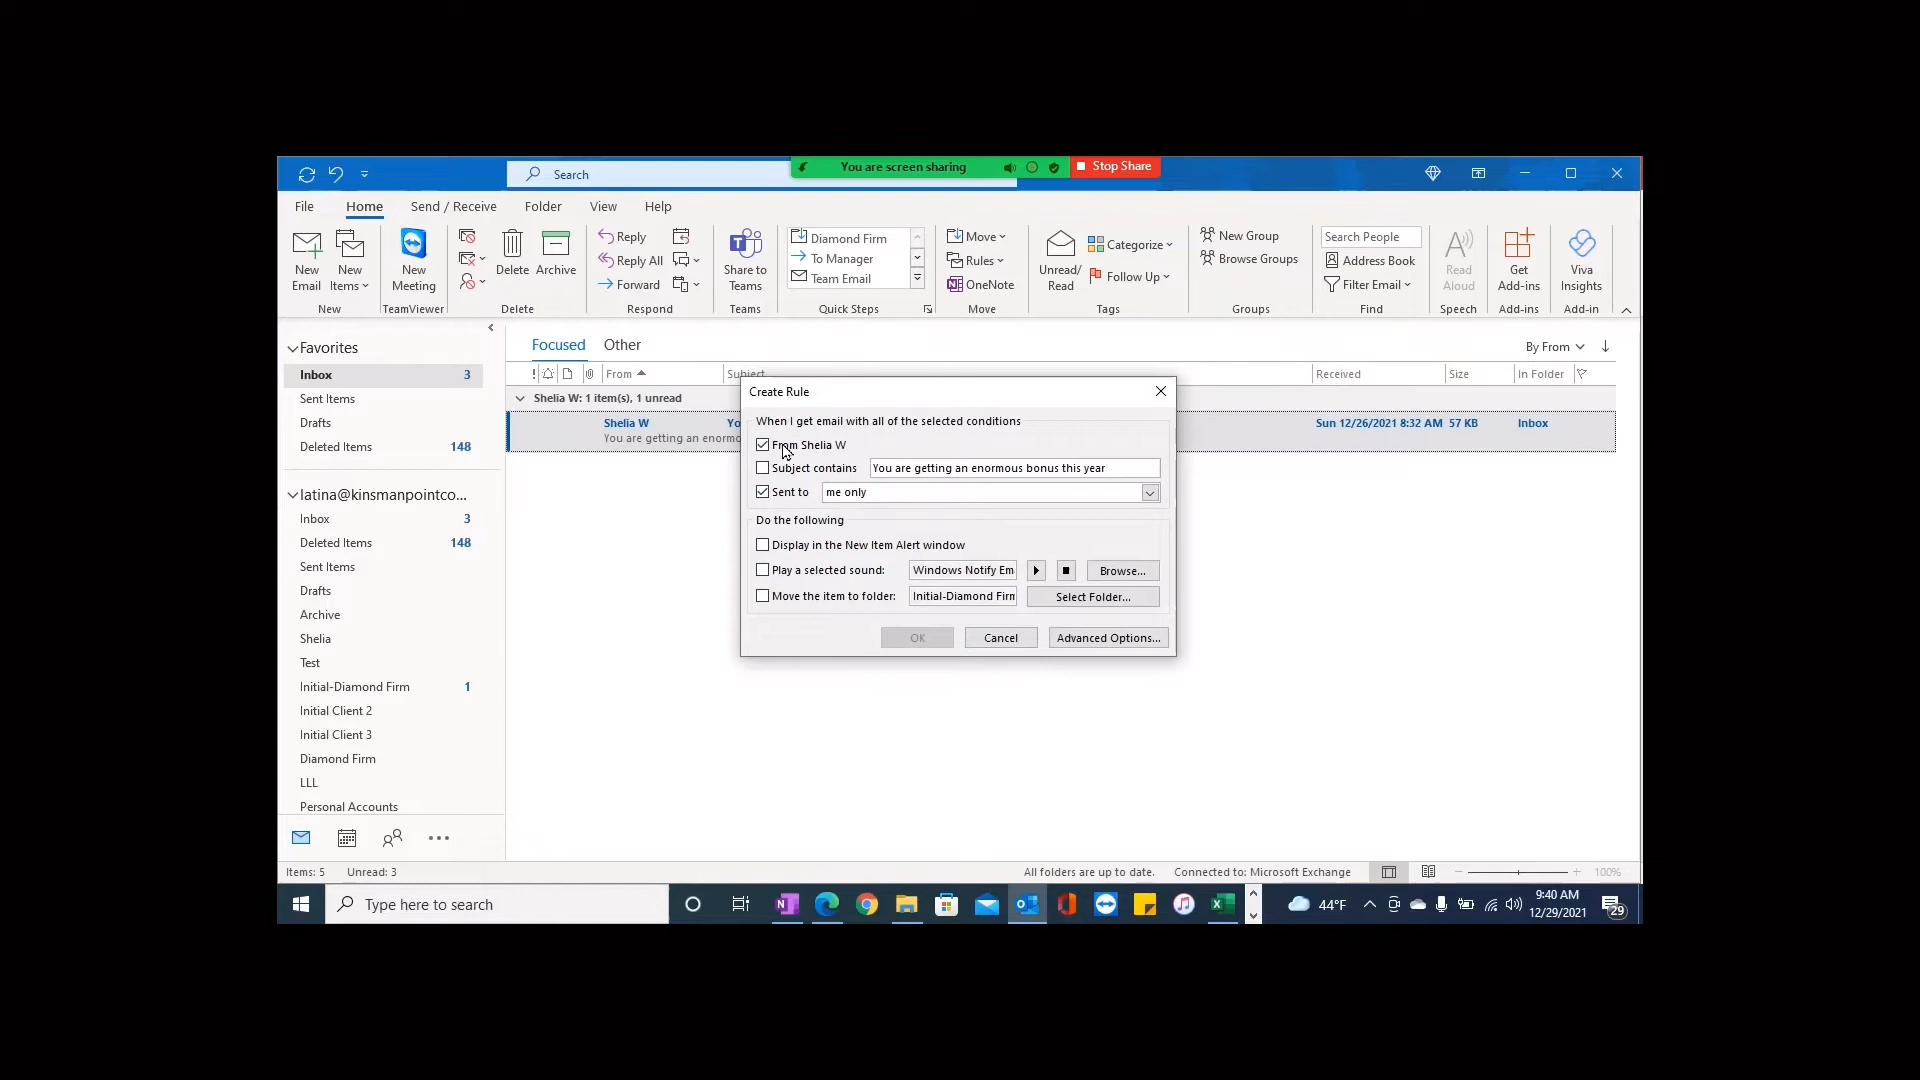 Search
You are screen sharing
Stop Share
File Home Send / Receive Folder View Help
New Email
New Items
New
New Meeting
TeamViewer
Delete
Archive
Delete
Reply
Reply All
Forward
Respond
Share to Teams
Teams
Diamond Firm
To Manager
Team Email
Quick Steps
Move
Rules
OneNote
Move
Unread/ Read
Categorize
Follow Up
Tags
New Group
Browse Groups
Groups
Search People
Address Book
Filter Email
Find
Read Aloud
Speech
Get Add-ins
Add-ins
Viva Insights
Add-in
Favorites
Inbox 3
Sent Items
Drafts
Deleted Items 148
latina@kinsmanpointco...
Inbox 3
Deleted Items 148
Sent Items
Drafts
Archive
Shelia
Test
Initial-Diamond Firm 1
Initial Client 2
Initial Client 3
Diamond Firm
LLL
Personal Accounts
Focused Other
By From
From Subject Received Size In Folder
Shelia W: 1 item(s), 1 unread
Shelia W Yo Sun 12/26/2021 8:32 AM 57 KB Inbox
You are getting an enormo
Create Rule
When I get email with all of the selected conditions
From Shelia W
Subject contains You are getting an enormous bonus this year
Sent to me only
Do the following
Display in the New Item Alert window
Play a selected sound: Windows Notify Em Browse...
Move the item to folder: Initial-Diamond Firm Select Folder...
OK Cancel Advanced Options...
Items: 5 Unread: 3
All folders are up to date. Connected to: Microsoft Exchange 100%
Type here to search
44°F
9:40 AM
12/29/2021
29